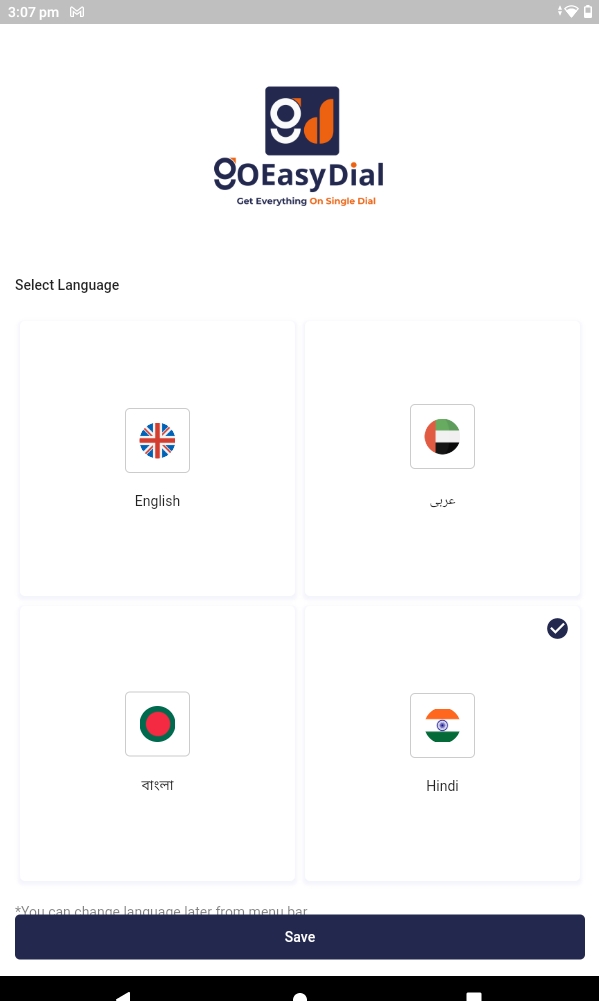 3:07 pm
gd
gOEasyDial
Get Everything On Single Dial
Select Language
English
عربى
বাংলা
Hindi
*You can change language later from menu bar
Save